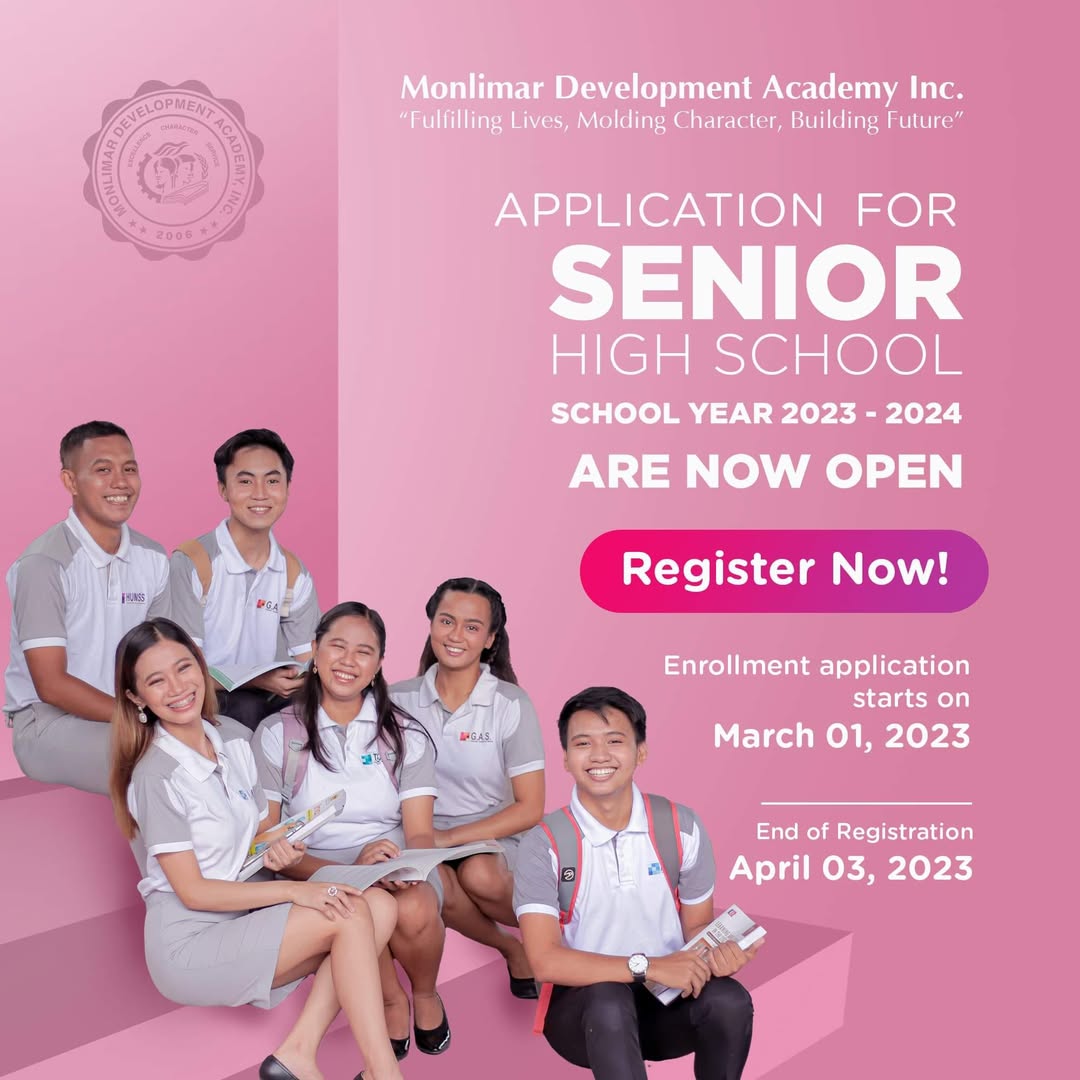 MONLIMAR DEVELOPMENT ACADEMY, INC.
EXCELLENCE CHARACTER SERVICE
2006
Monlimar Development Academy Inc.
“Fulfilling Lives, Molding Character, Building Future”
APPLICATION FOR
SENIOR
HIGH SCHOOL
SCHOOL YEAR 2023 - 2024
ARE NOW OPEN
Register Now!
HUMSS
G.A.S.
G.A.S.
Enrollment application
starts on
March 01, 2023
End of Registration
April 03, 2023